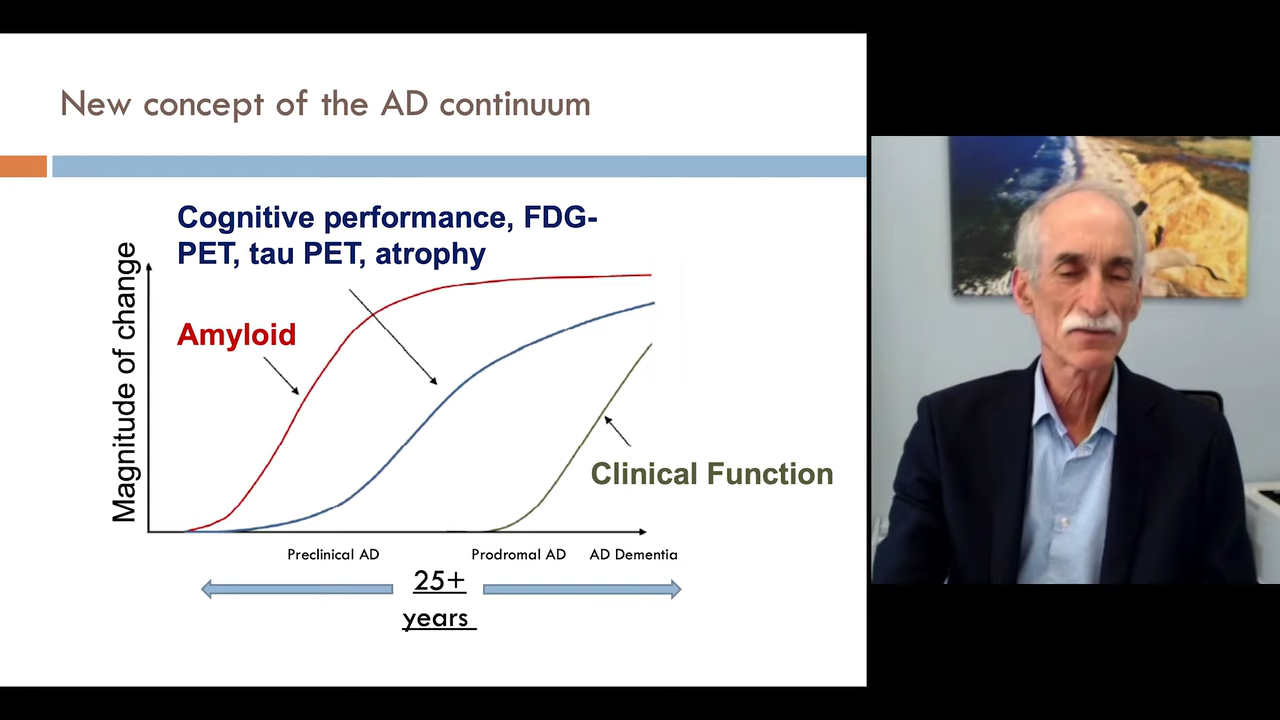 New concept of the AD continuum
Cognitive performance, FDG-
PET, tau PET, atrophy
Magnitude of change
Amyloid
Clinical Function
Preclinical AD
Prodromal AD
AD Dementia
25+
years